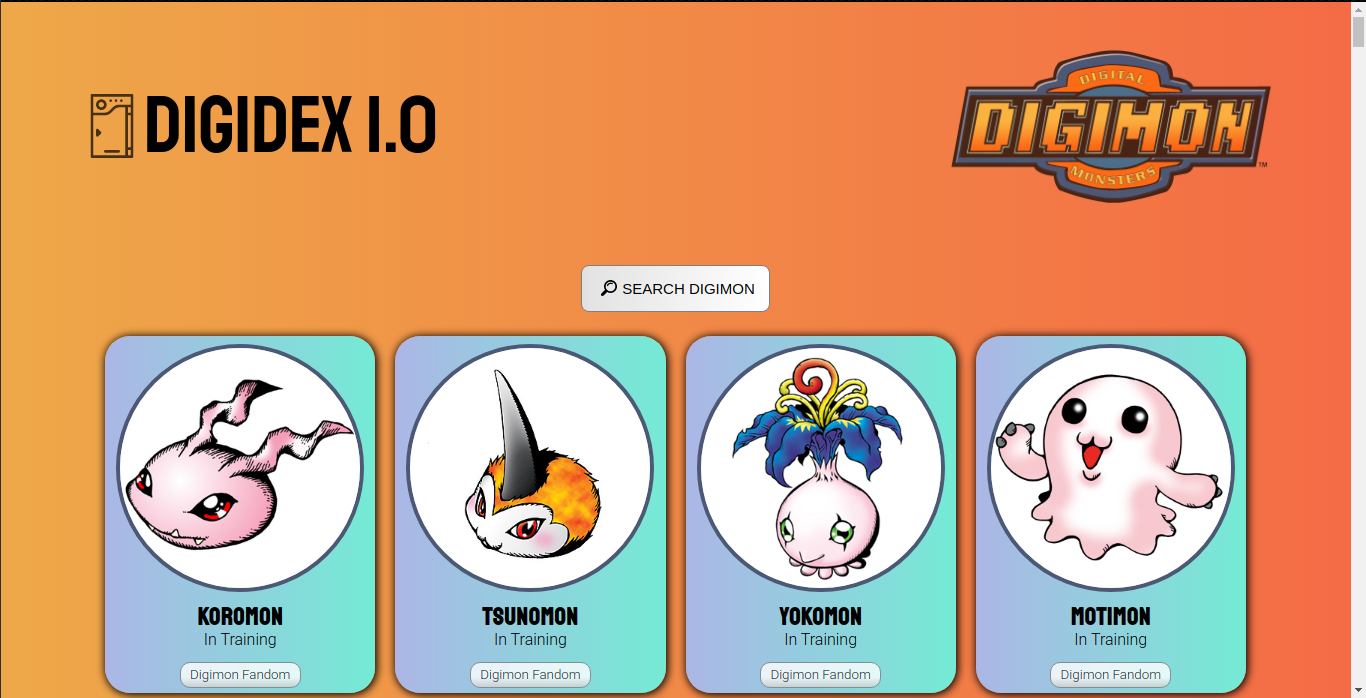 DIGIDEX 1.0
DIGITAL
DIGIMON
MONSTERS
TM
SEARCH DIGIMON
KOROMON
In Training
Digimon Fandom
TSUNOMON
In Training
Digimon Fandom
YOKOMON
In Training
Digimon Fandom
MOTIMON
In Training
Digimon Fandom